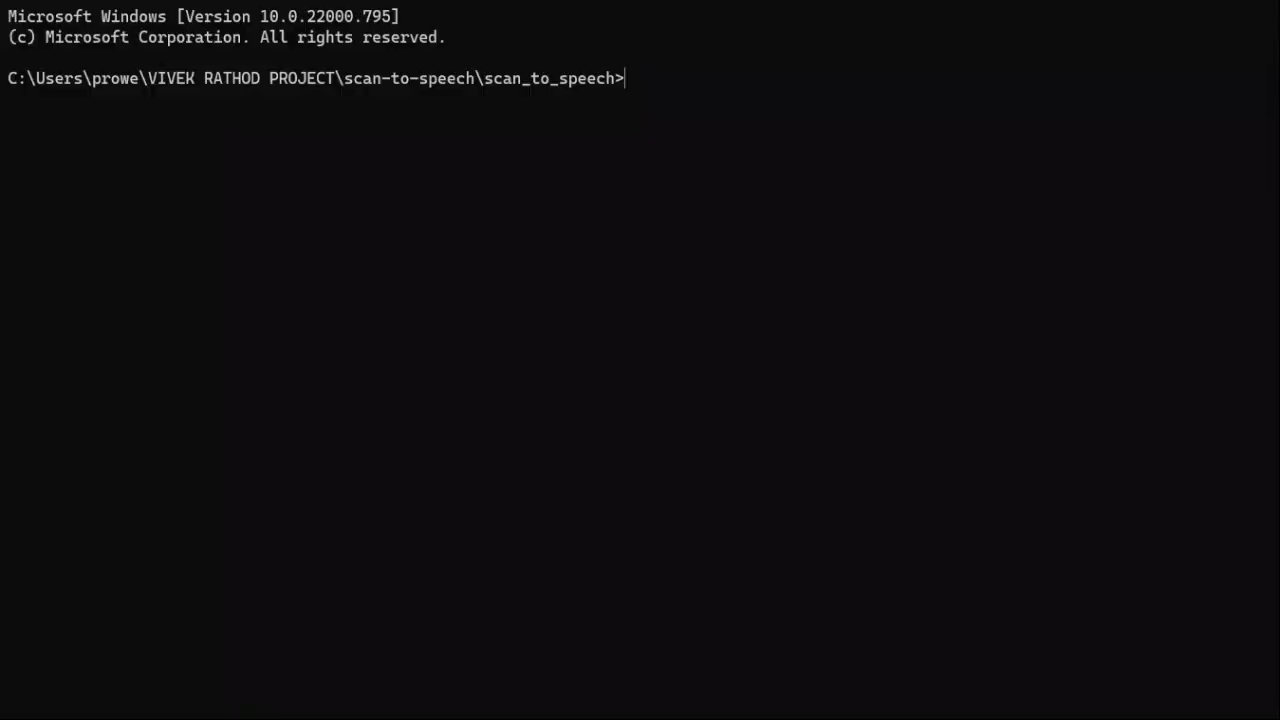 Microsoft Windows [Version 10.0.22000.795]
(c) Microsoft Corporation. All rights reserved.
C:\Users\prowe\VIVEK RATHOD PROJECT\scan-to-speech\scan_to_speech>